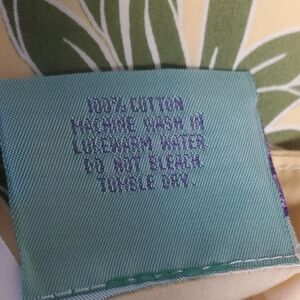 100% COTTON
MACHINE WASH IN
LUKEWARM WATER.
DO NOT BLEACH.
TUMBLE DRY.